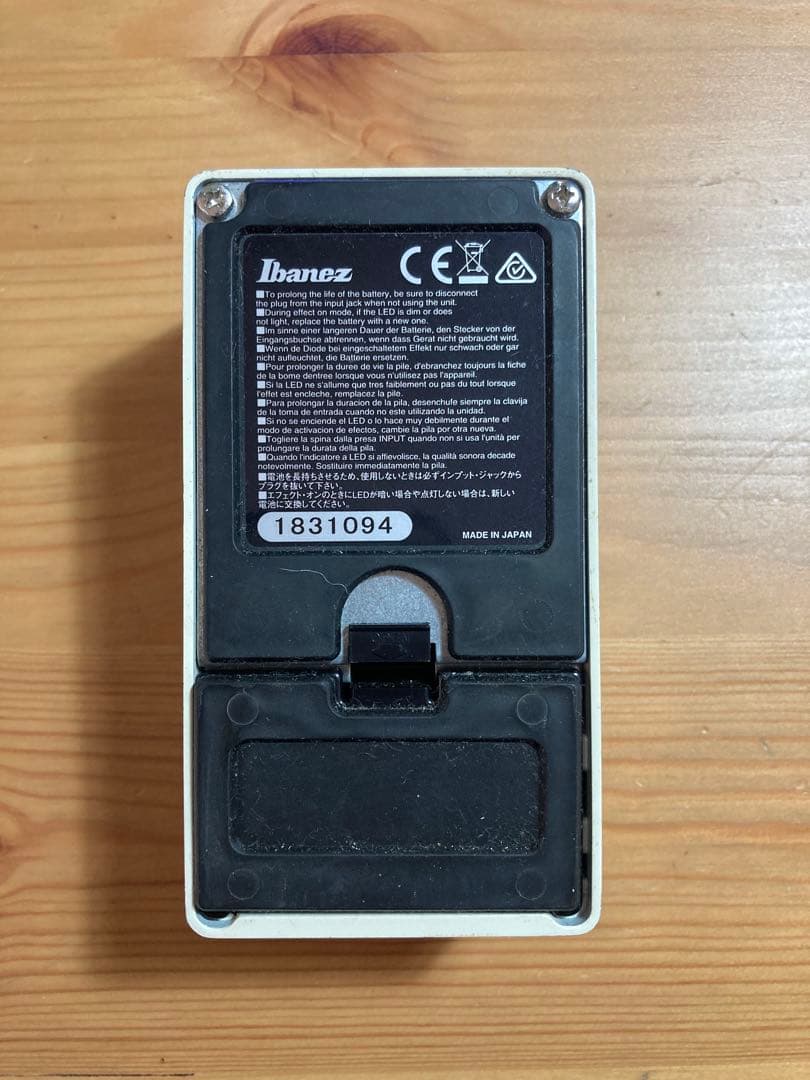 Ibanez
■To prolong the life of the battery, be sure to disconnect
the plug from the input jack when not using the unit.
■During effect on mode, if the LED is dim or does
not light, replace the battery with a new one.
■Im sinne einer langeren Dauer der Batterie, den Stecker von der
Eingangsbuchse abtrennen, wenn dass Gerat nicht gebraucht wird.
■Wenn de Diode bei eingeschaltetem Effekt nur schwach oder gar
nicht aufleuchtet, die Batterie ersetzen.
■Pour prolonger la duree de vie la pile, d'ebranchez toujours la fiche
de la borne dentree lorsque vous n'utilisez pas l'appareil.
■Si la LED ne s'allume que tres faiblement ou pas du tout lorsque
l'effet est encleche, remplacez la pile.
■Para prolongar la duracion de la pila, desenchufe siempre la clavija
de la toma de entrada cuando no este utilizando la unidad.
■Si no se enciende el LED o lo hace muy debilmente durante el
modo de activacion de efectos, cambie la pila por otra nueva.
■Togliere la spina dalla presa INPUT quando non si usa l'unità per
prolungare la durata della pila.
■Quando l'indicatore a LED si affievolisce, la qualità sonora decade
notevolmente. Sostituire immediatamente la pila.
■電池を長持ちさせるため、使用しないときは必ずインプット・ジャックから
プラグを抜いて下さい。
■エフェクト・オンのときにLEDが暗い場合や点灯しない場合は、新しい
電池に交換してください。
1831094
MADE IN JAPAN